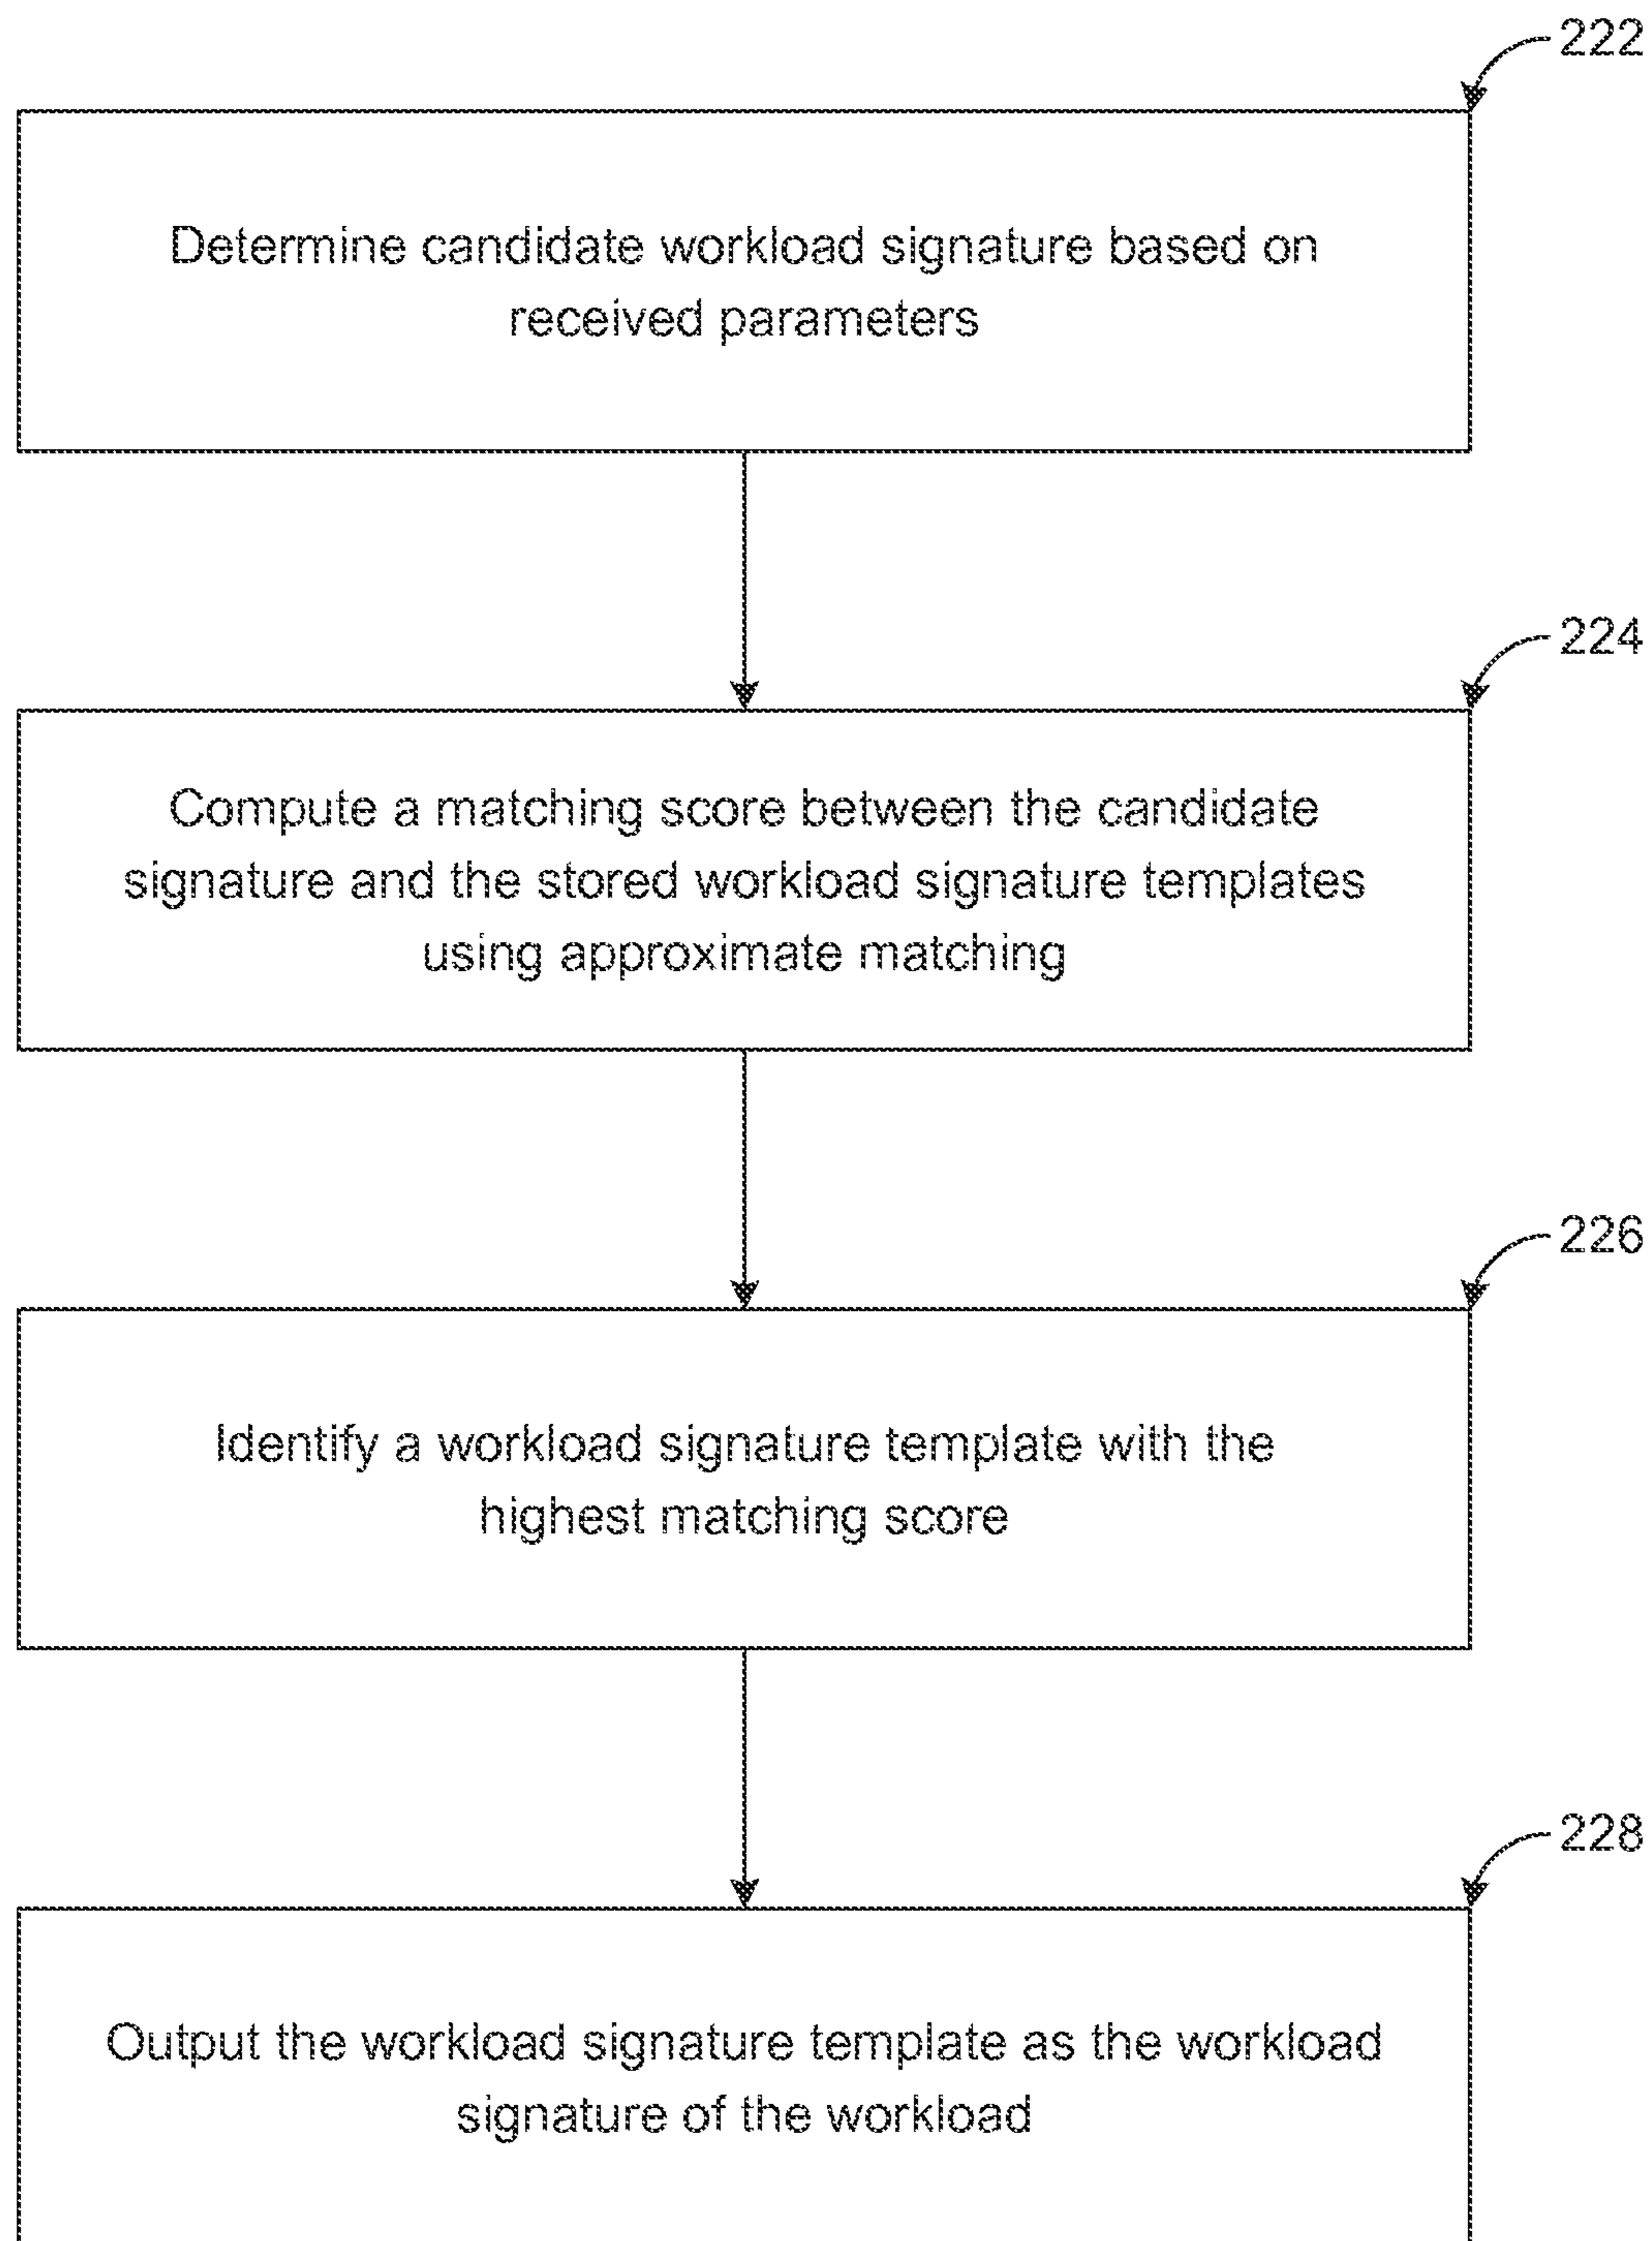 222
Determine candidate workload signature based on
received parameters
224
Compute a matching score between the candidate
signature and the stored workload signature templates
using approximate matching
226
Identify a workload signature template with the
highest matching score
228
Output the workload signature template as the workload
signature of the workload